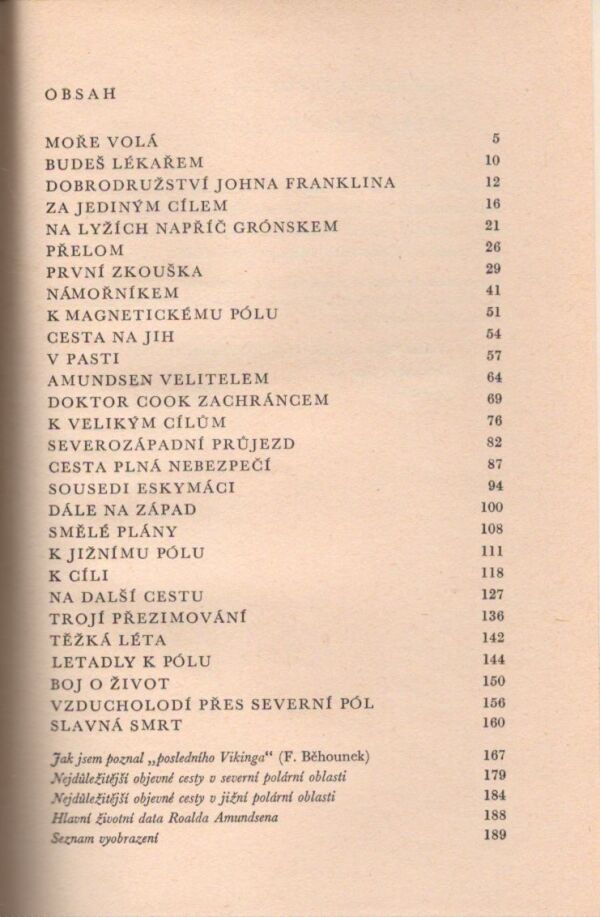 OBSAH
MOŘE VOLÁ 5
BUDEŠ LÉKAŘEM 10
DOBRODRUŽSTVÍ JOHNA FRANKLINA 12
ZA JEDINÝM CÍLEM 16
NA LYŽÍCH NAPŘÍČ GRÓNSKEM 21
PŘELOM 26
PRVNÍ ZKOUŠKA 29
NÁMOŘNÍKEM 41
K MAGNETICKÉMU PÓLU 51
CESTA NA JIH 54
V PASTI 57
AMUNDSEN VELITELEM 64
DOKTOR COOK ZACHRÁNCEM 69
K VELIKÝM CÍLŮM 76
SEVEROZÁPADNÍ PRŮJEZD 82
CESTA PLNÁ NEBEZPEČÍ 87
SOUSEDI ESKYMÁCI 94
DÁLE NA ZÁPAD 100
SMĚLÉ PLÁNY 108
K JIŽNÍMU PÓLU 111
K CÍLI 118
NA DALŠÍ CESTU 127
TROJÍ PŘEZIMOVÁNÍ 136
TĚŽKÁ LÉTA 142
LETADLY K PÓLU 144
BOJ O ŽIVOT 150
VZDUCHOLODÍ PŘES SEVERNÍ PÓL 156
SLAVNÁ SMRT 160
Jak jsem poznal „posledního Vikinga“ (F. Běhounek) 167
Nejdůležitější objevné cesty v severní polární oblasti 179
Nejdůležitější objevné cesty v jižní polární oblasti 184
Hlavní životní data Roalda Amundsena 188
Seznam vyobrazení 189